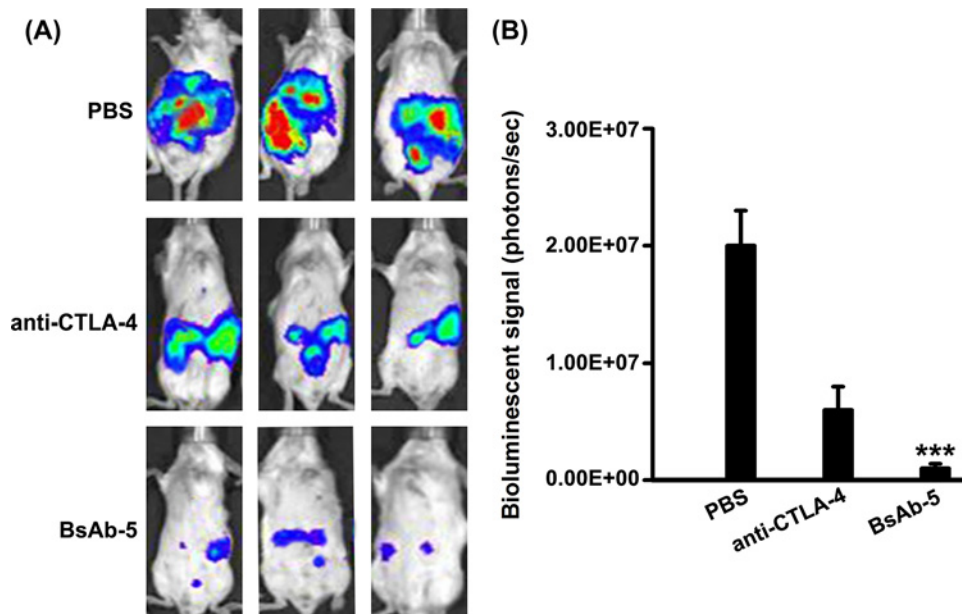 (A)
PBS
anti-CTLA-4
BsAb-5
(B)
Bioluminescent signal (photons/sec)
3.00E+07
2.00E+07
1.00E+07
0.00E+00
***
PBS
anti-CTLA-4
BsAb-5